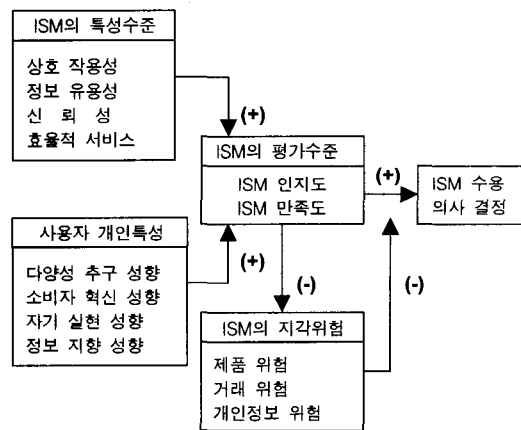 ISM의 특성수준
상호 작용성
정보 유용성
신 뢰 성
효율적 서비스
(+)
ISM의 평가수준
ISM 인지도
ISM 만족도
(+)
ISM 수용
의사 결정
사용자 개인특성
다양성 추구 성향
소비자 혁신 성향
자기 실현 성향
정보 지향 성향
(+)
(-)
(-)
ISM의 지각위험
제품 위험
거래 위험
개인정보 위험